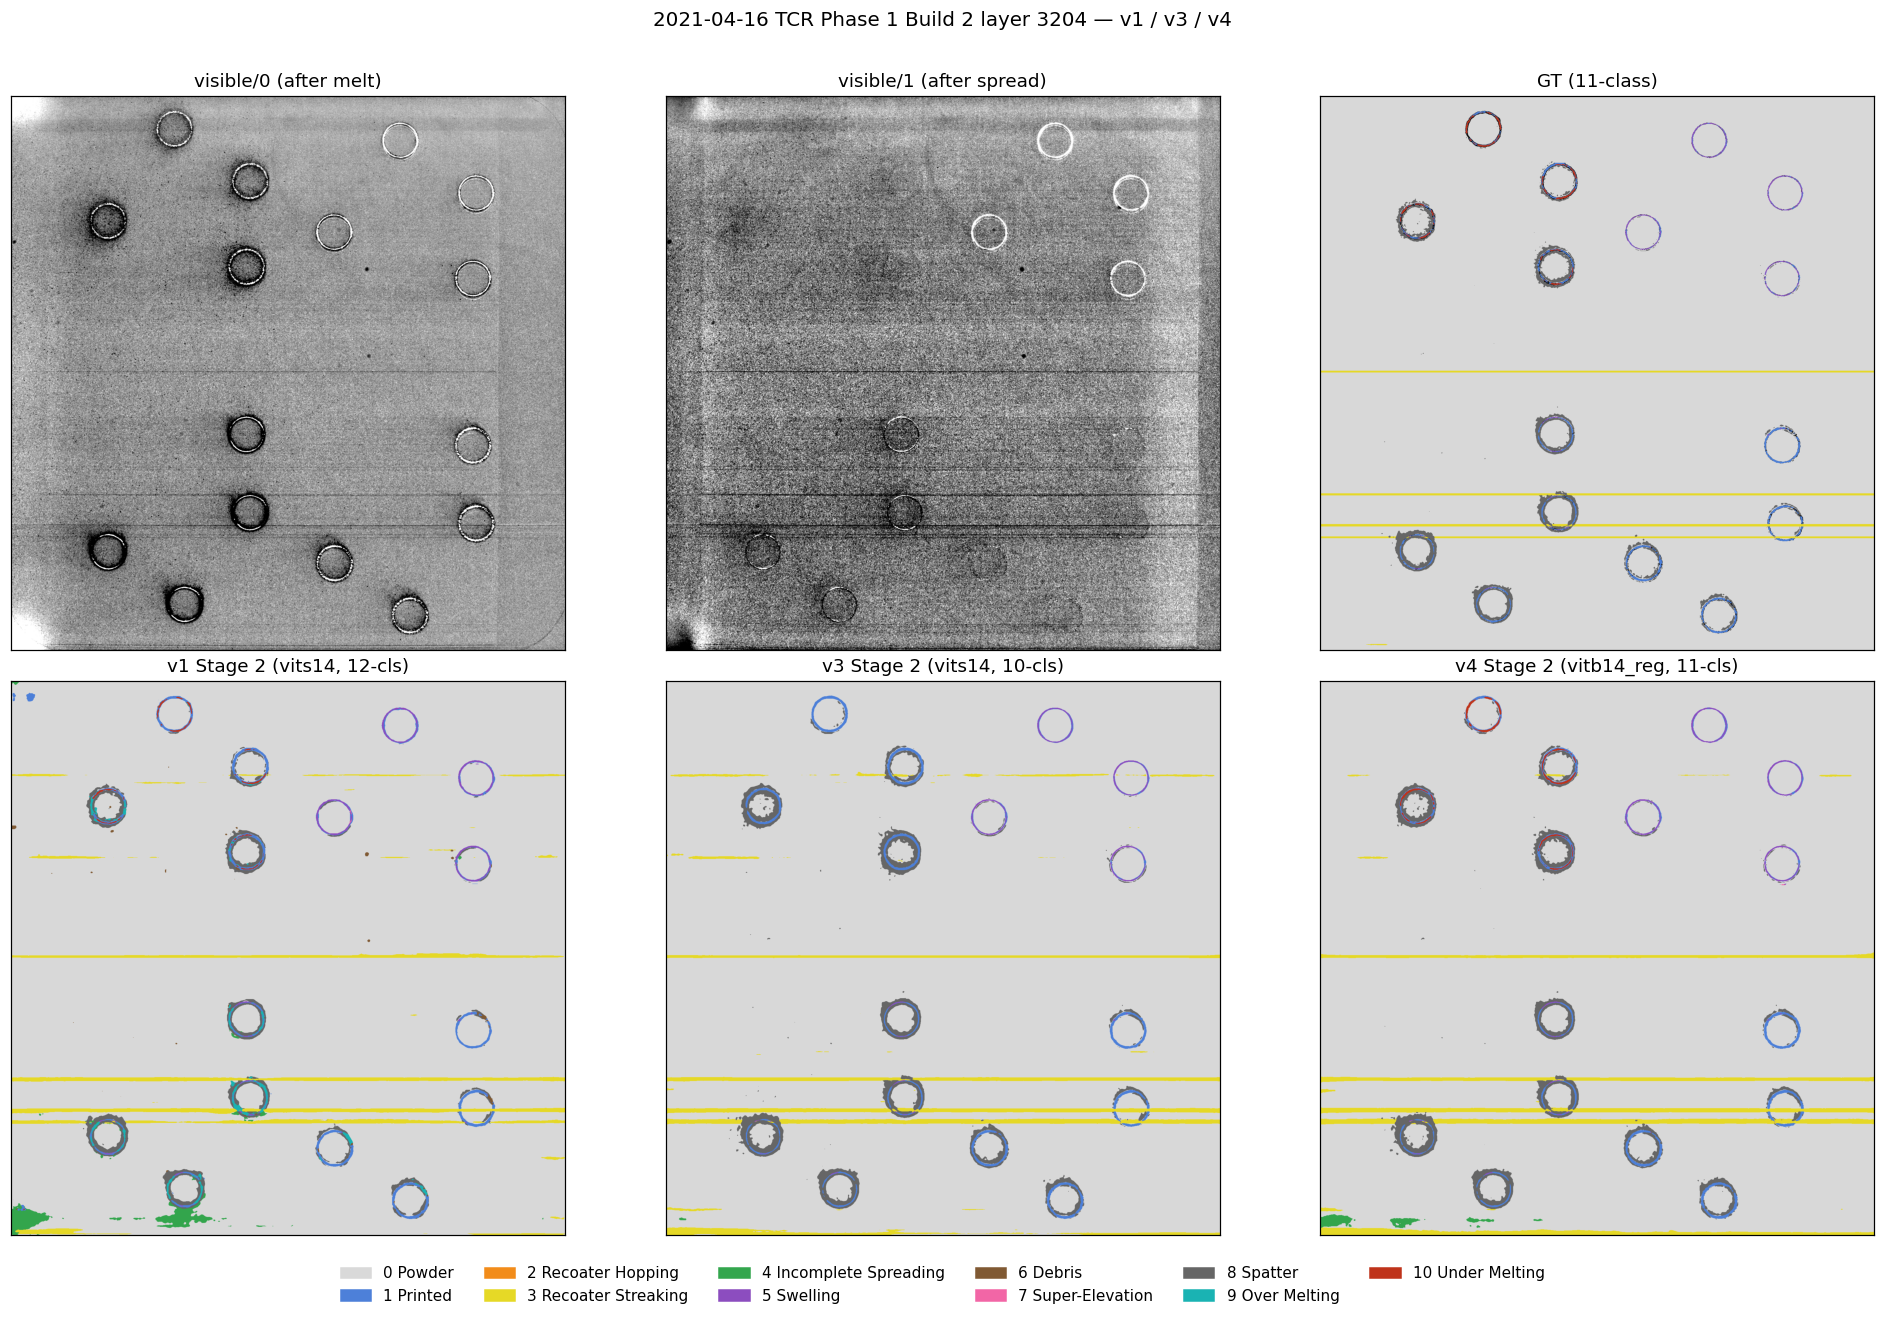 2021-04-16 TCR Phase 1 Build 2 layer 3204 — v1 / v3 / v4
visible/0 (after melt)
visible/1 (after spread)
GT (11-class)
v1 Stage 2 (vits14, 12-cls)
v3 Stage 2 (vits14, 10-cls)
v4 Stage 2 (vitb14_reg, 11-cls)
0 Powder
1 Printed
2 Recoater Hopping
3 Recoater Streaking
4 Incomplete Spreading
5 Swelling
6 Debris
7 Super-Elevation
8 Spatter
9 Over Melting
10 Under Melting